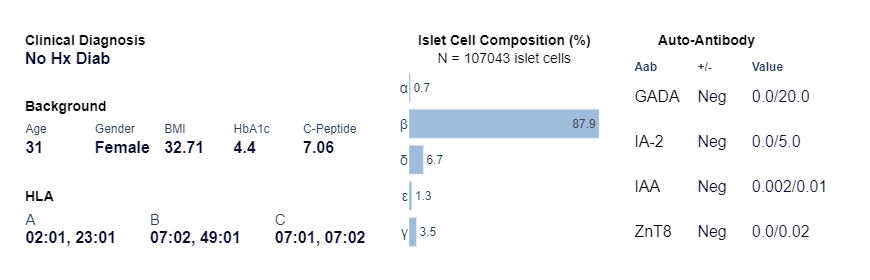 Clinical Diagnosis
No Hx Diab
Background
Age Gender BMI HbA1c C-Peptide
31 Female 32.71 4.4 7.06
HLA
A B C
02:01, 23:01 07:02, 49:01 07:01, 07:02
Islet Cell Composition (%)
N = 107043 islet cells
α 0.7
β 87.9
δ 6.7
ε 1.3
γ 3.5
Auto-Antibody
Aab +/- Value
GADA Neg 0.0/20.0
IA-2 Neg 0.0/5.0
IAA Neg 0.002/0.01
ZnT8 Neg 0.0/0.02